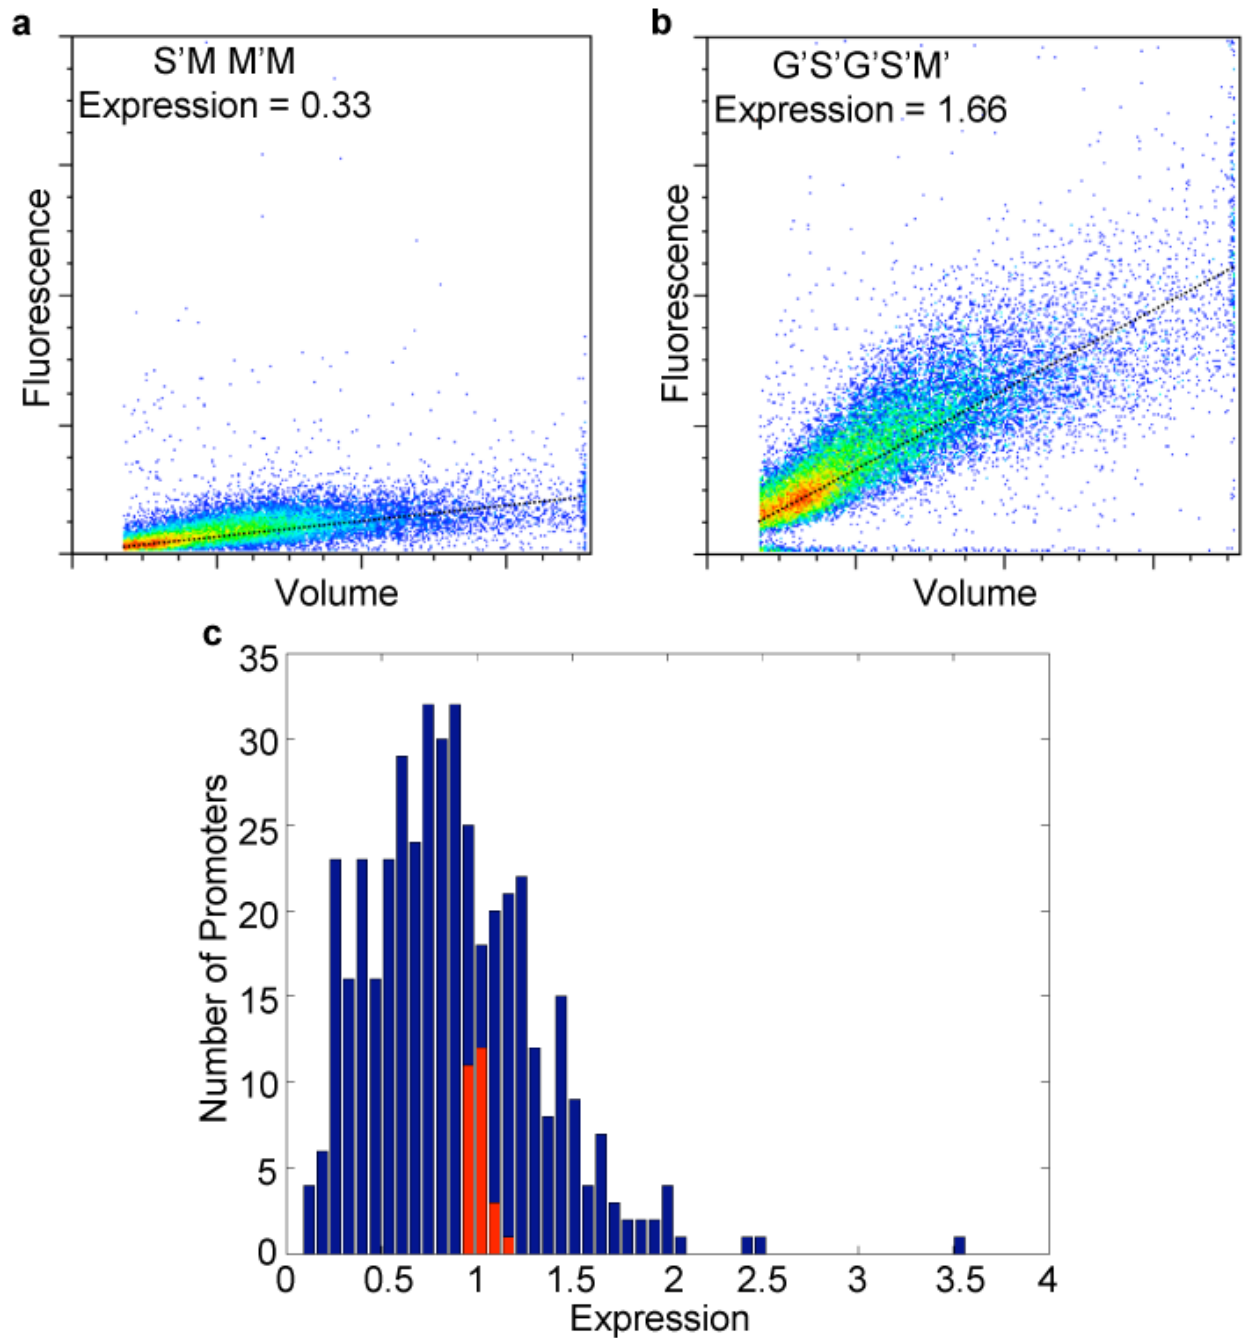 a
S'M M'M
Expression = 0.33
Fluorescence
Volume
b
G'S'G'S'M'
Expression = 1.66
Fluorescence
Volume
c
35
30
25
20
15
10
5
0
Number of Promoters
0 0.5 1 1.5 2 2.5 3 3.5 4
Expression